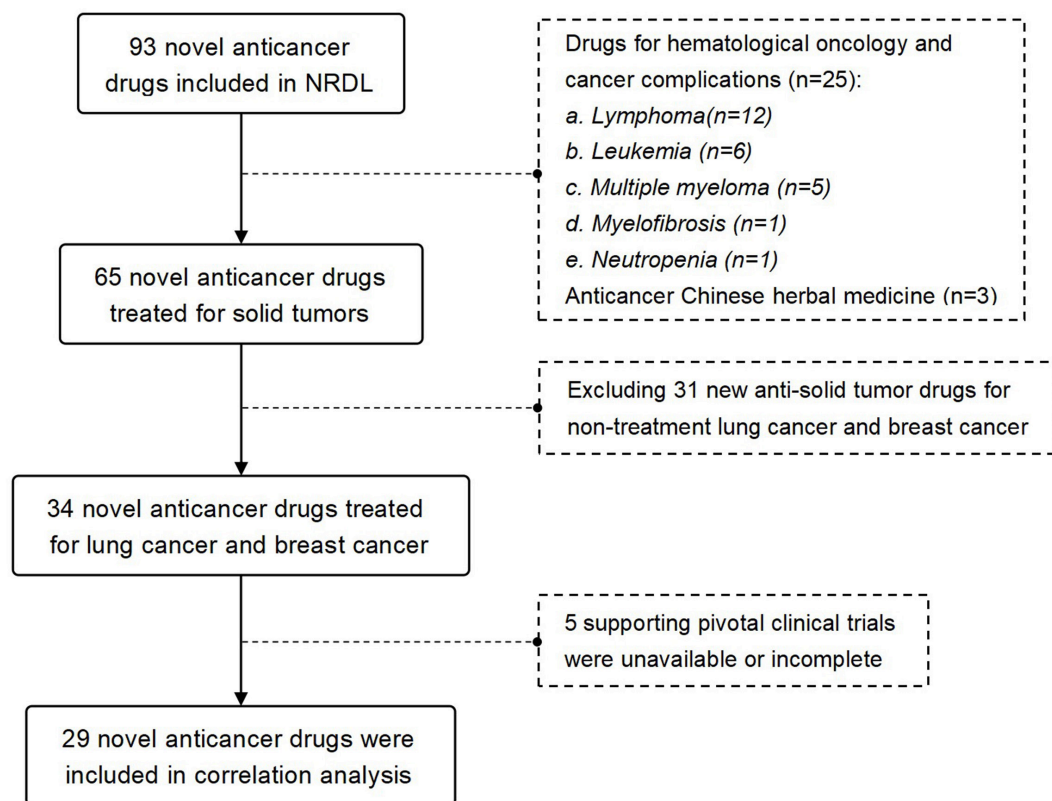 93 novel anticancer
drugs included in NRDL
Drugs for hematological oncology and
cancer complications (n=25):
a. Lymphoma(n=12)
b. Leukemia (n=6)
c. Multiple myeloma (n=5)
d. Myelofibrosis (n=1)
e. Neutropenia (n=1)
Anticancer Chinese herbal medicine (n=3)
65 novel anticancer drugs
treated for solid tumors
Excluding 31 new anti-solid tumor drugs for
non-treatment lung cancer and breast cancer
34 novel anticancer drugs treated
for lung cancer and breast cancer
5 supporting pivotal clinical trials
were unavailable or incomplete
29 novel anticancer drugs were
included in correlation analysis